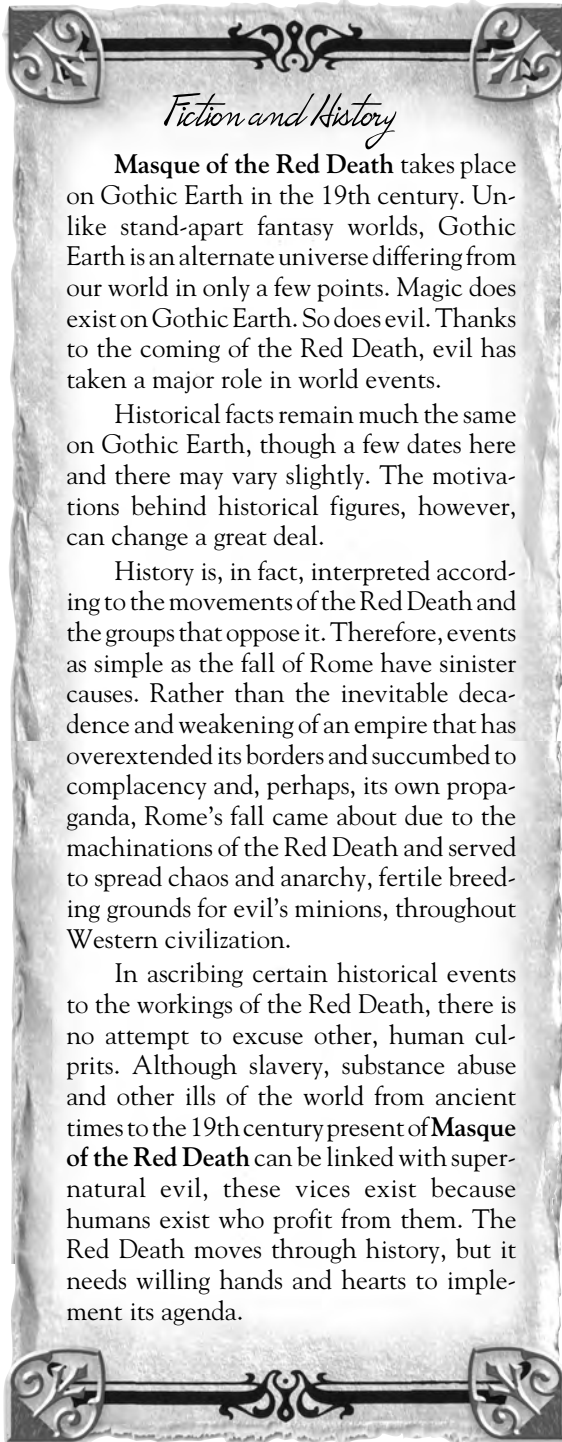 Fiction and History
Masque of the Red Death takes place
on Gothic Earth in the 19th century. Un-
like stand-apart fantasy worlds, Gothic
Earth is an alternate universe differing from
our world in only a few points. Magic does
exist on Gothic Earth. So does evil. Thanks
to the coming of the Red Death, evil has
taken a major role in world events.
Historical facts remain much the same
on Gothic Earth, though a few dates here
and there may vary slightly. The motiva-
tions behind historical figures, however,
can change a great deal.
History is, in fact, interpreted accord-
ing to the movements of the Red Death and
the groups that oppose it. Therefore, events
as simple as the fall of Rome have sinister
causes. Rather than the inevitable deca-
dence and weakening of an empire that has
overextended its borders and succumbed to
complacency and, perhaps, its own propa-
ganda, Rome's fall came about due to the
machinations of the Red Death and served
to spread chaos and anarchy, fertile breed-
ing grounds for evil's minions, throughout
Western civilization.
In ascribing certain historical events
to the workings of the Red Death, there is
no attempt to excuse other, human cul-
prits. Although slavery, substance abuse
and other ills of the world from ancient
times to the 19th century present of Masque
of the Red Death can be linked with super-
natural evil, these vices exist because
humans exist who profit from them. The
Red Death moves through history, but it
needs willing hands and hearts to imple-
ment its agenda.